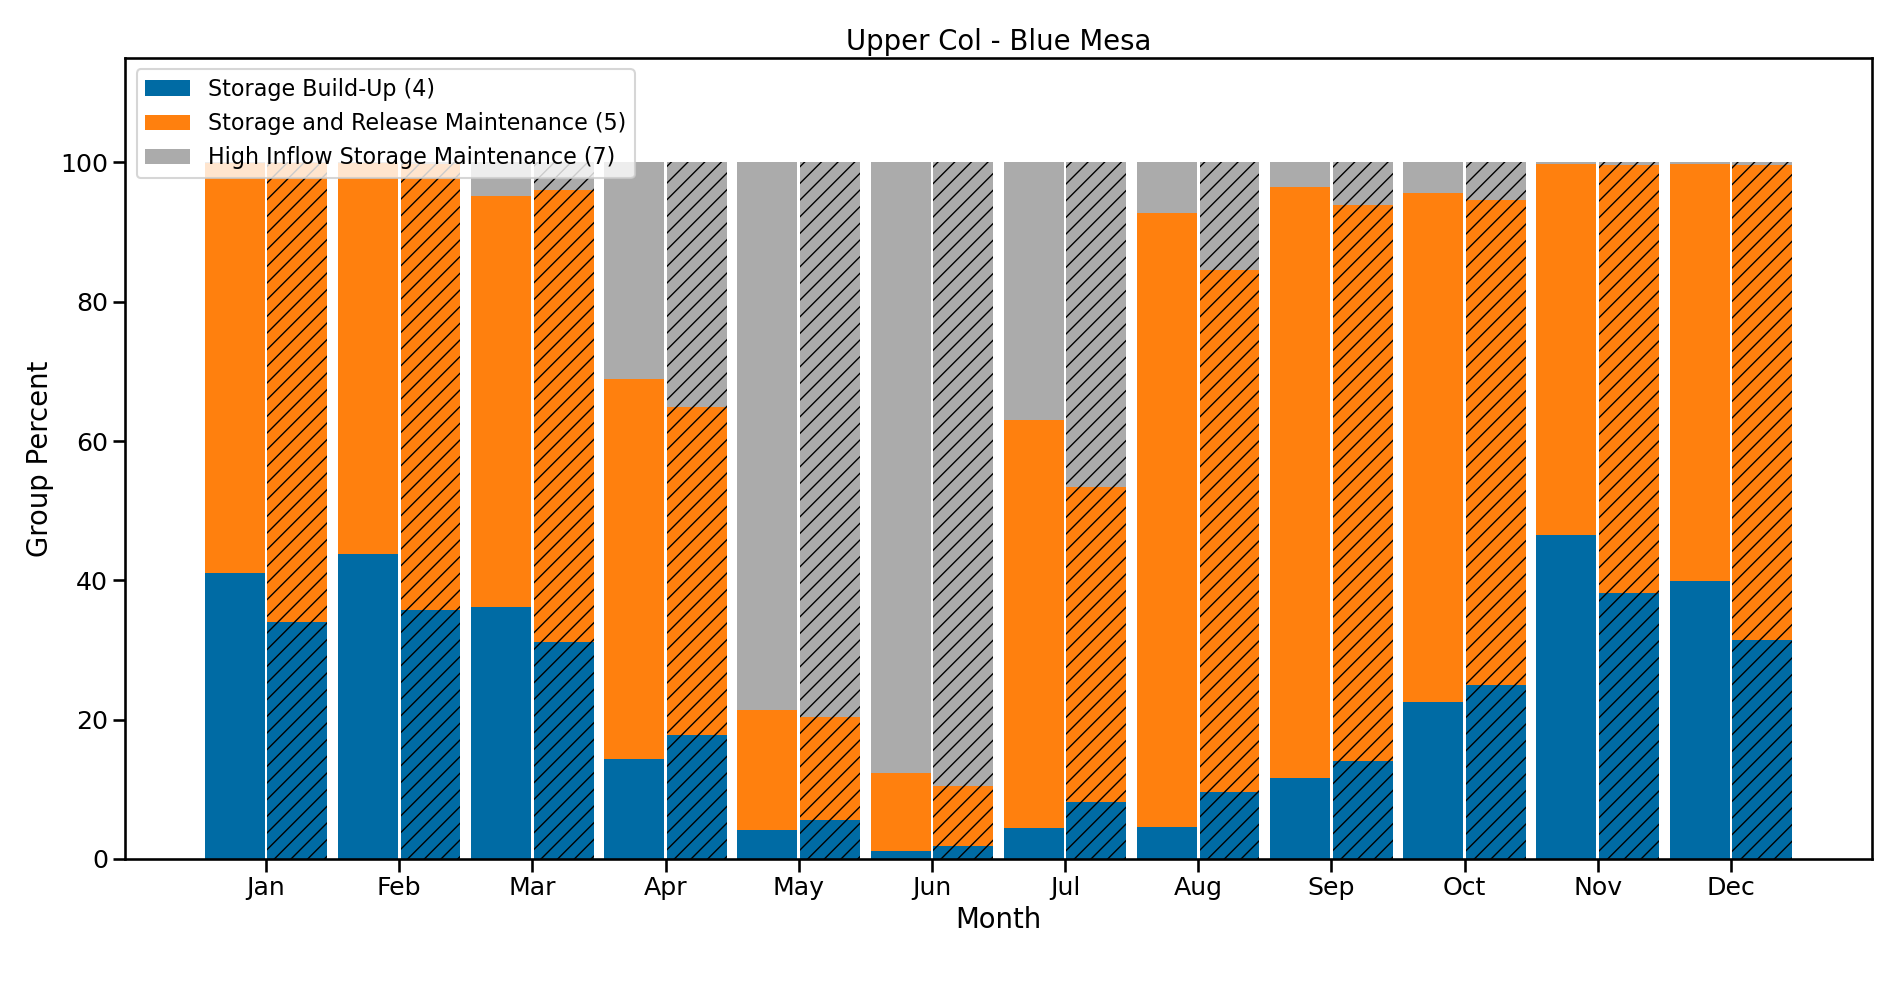 Upper Col - Blue Mesa
Storage Build-Up (4)
Storage and Release Maintenance (5)
High Inflow Storage Maintenance (7)
100
80
60
40
20
0
Group Percent
Jan Feb Mar Apr May Jun Jul Aug Sep Oct Nov Dec
Month